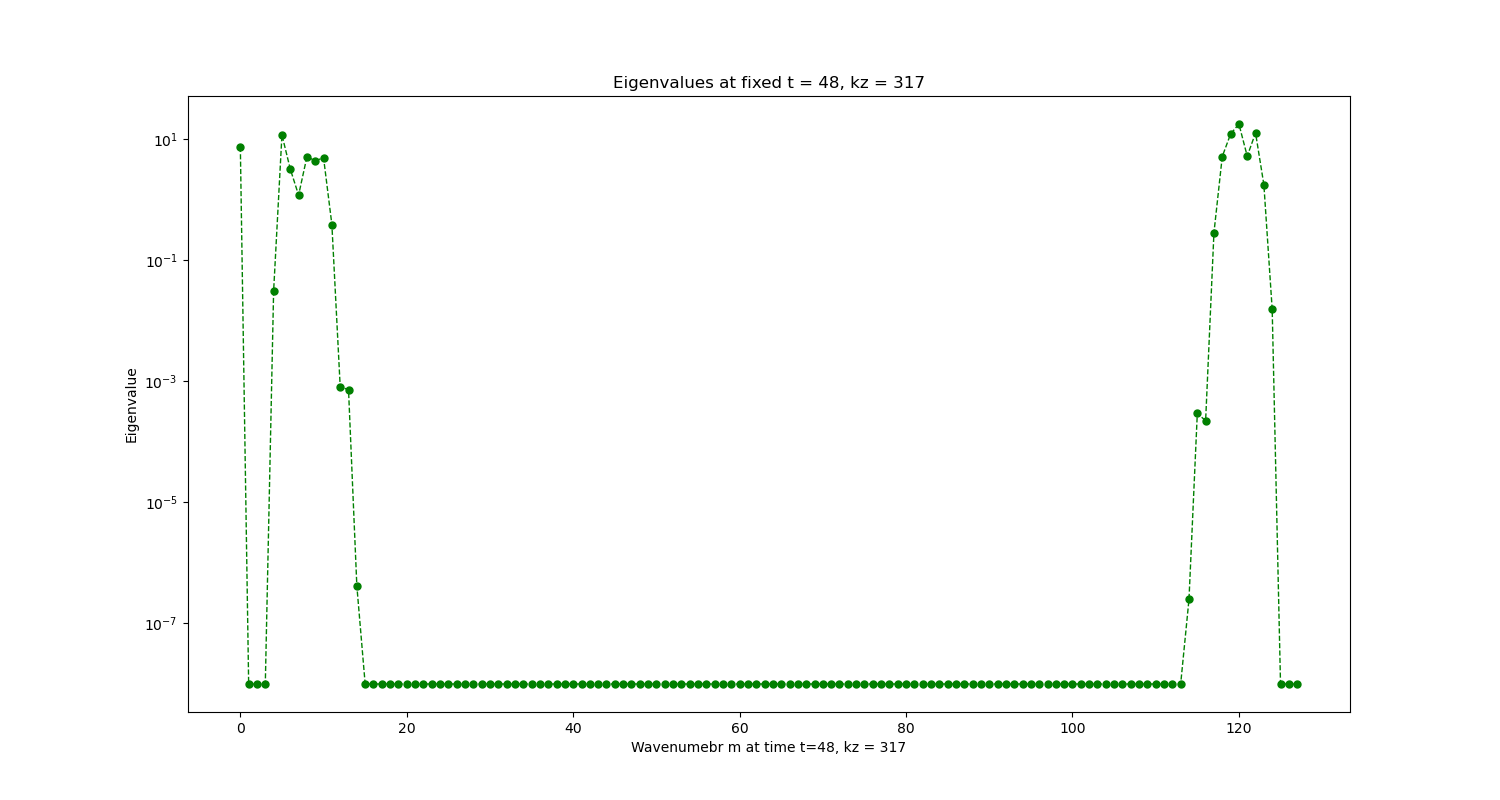 Eigenvalues at fixed t = 48, kz = 317
10¹
10⁻¹
10⁻³
10⁻⁵
10⁻⁷
Eigenvalue
0 20 40 60 80 100 120
Wavenumebr m at time t=48, kz = 317